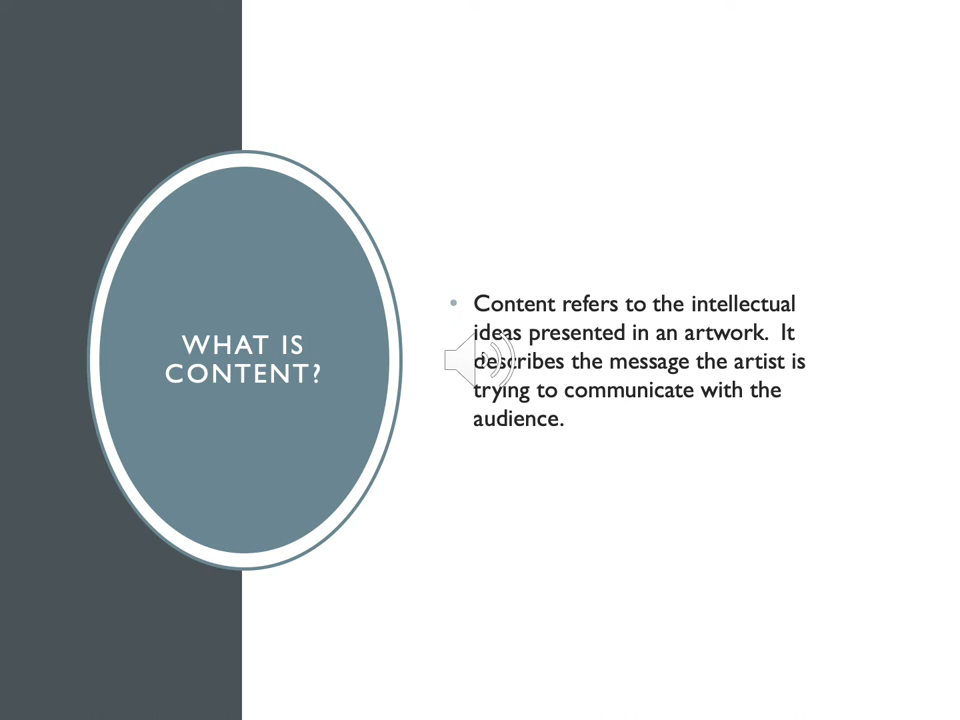 WHAT IS
CONTENT?
• Content refers to the intellectual
ideas presented in an artwork.  It
describes the message the artist is
trying to communicate with the
audience.